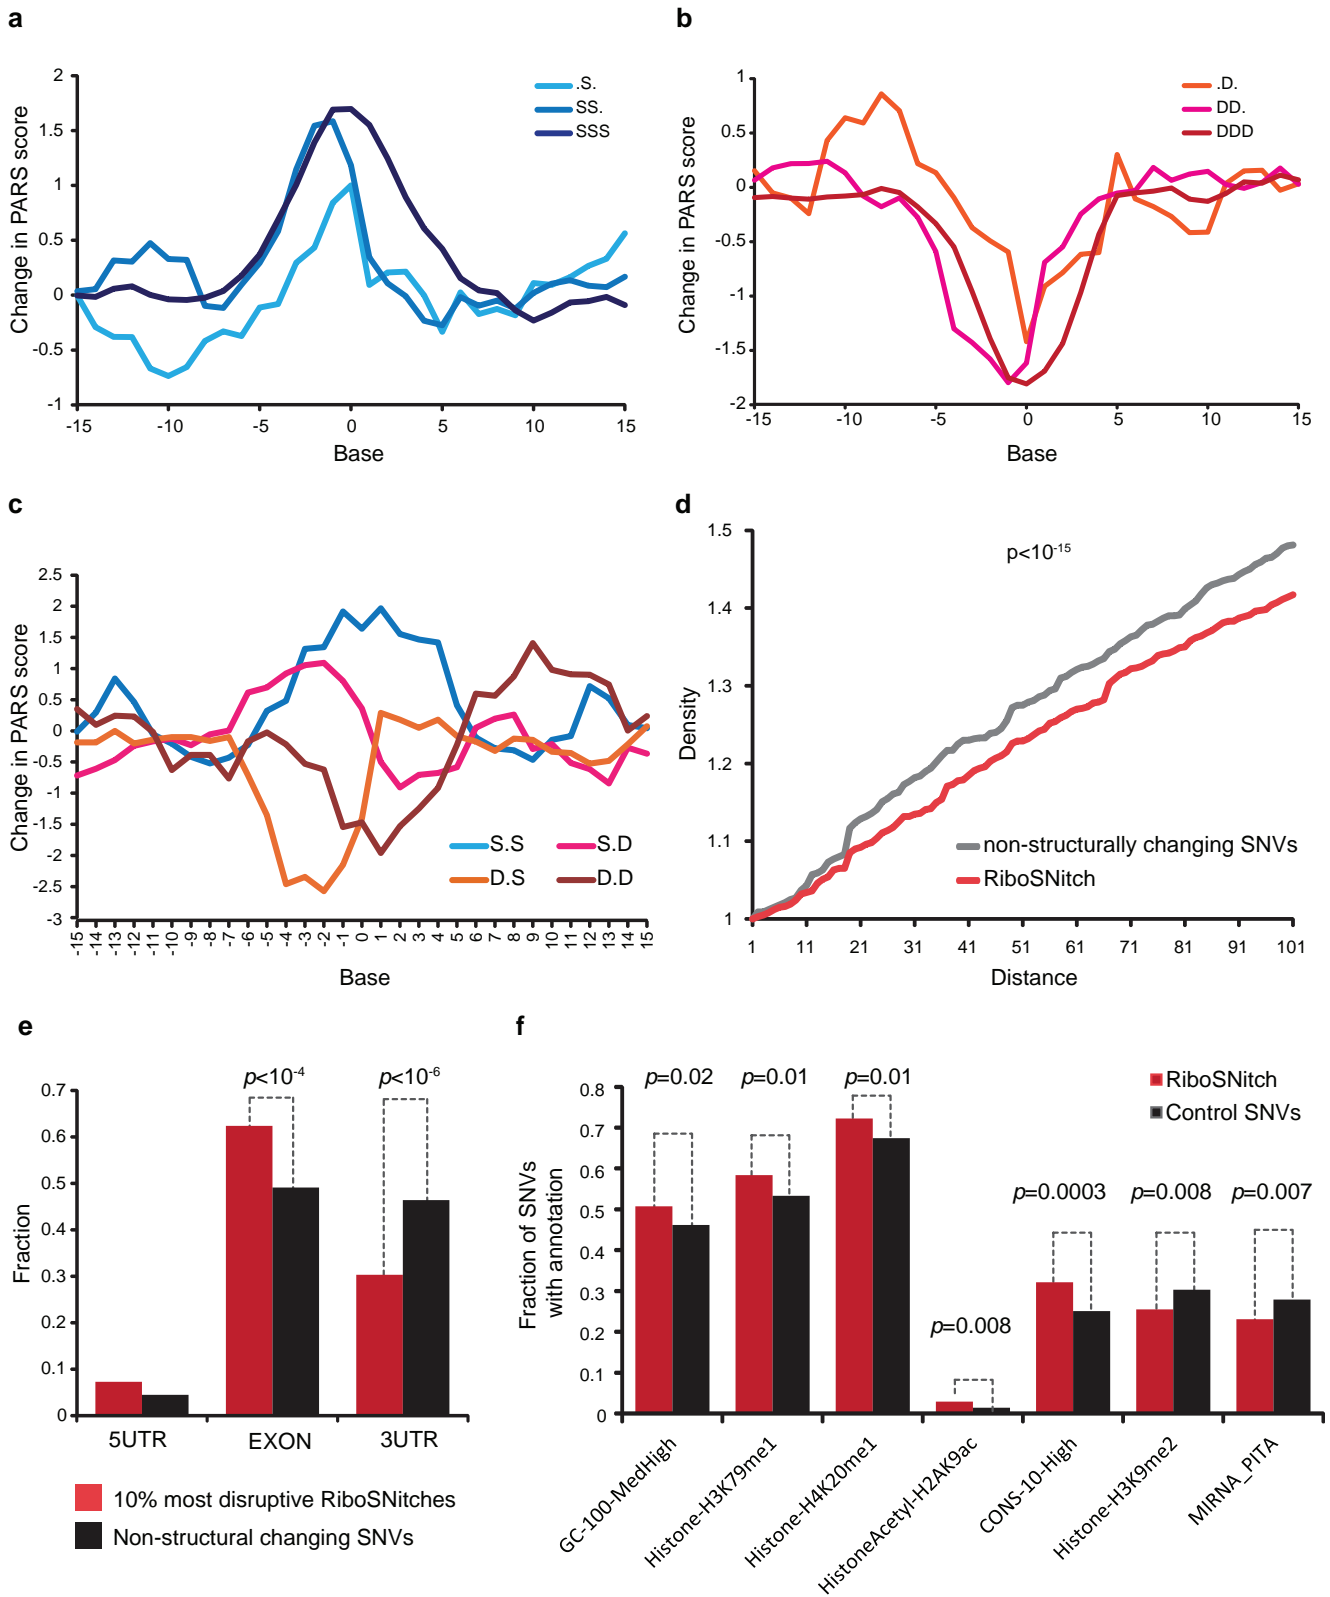 a
Change in PARS score
2
1.5
1
0.5
0
-0.5
-1
-15 -10 -5 0 5 10 15
Base
.S.
SS.
SSS
b
Change in PARS score
1
0.5
0
-0.5
-1
-1.5
-2
-15 -10 -5 0 5 10 15
Base
.D.
DD.
DDD
c
Change in PARS score
2.5
2
1.5
1
0.5
0
-0.5
-1
-1.5
-2
-2.5
-3
-15 -14 -13 -12 -11 -10 -9 -8 -7 -6 -5 -4 -3 -2 -1 0 1 2 3 4 5 6 7 8 9 10 11 12 13 14 15
Base
S.S S.D
D.S D.D
d
Density
1.5
1.4
1.3
1.2
1.1
1
1 11 21 31 41 51 61 71 81 91 101
Distance
p<10-15
non-structurally changing SNVs
RiboSNitch
e
Fraction
0.7
0.6
0.5
0.4
0.3
0.2
0.1
0
p<10-4 p<10-6
5UTR EXON 3UTR
10% most disruptive RiboSNitches
Non-structural changing SNVs
f
Fraction of SNVs
with annotation
0.8
0.7
0.6
0.5
0.4
0.3
0.2
0.1
0
p=0.02 p=0.01 p=0.01
p=0.008
p=0.0003 p=0.008 p=0.007
RiboSNitch
Control SNVs
GC-100-MedHigh
Histone-H3K79me1
Histone-H4K20me1
HistoneAcetyl-H2AK9ac
CONS-10-High
Histone-H3K9me2
MIRNA_PITA